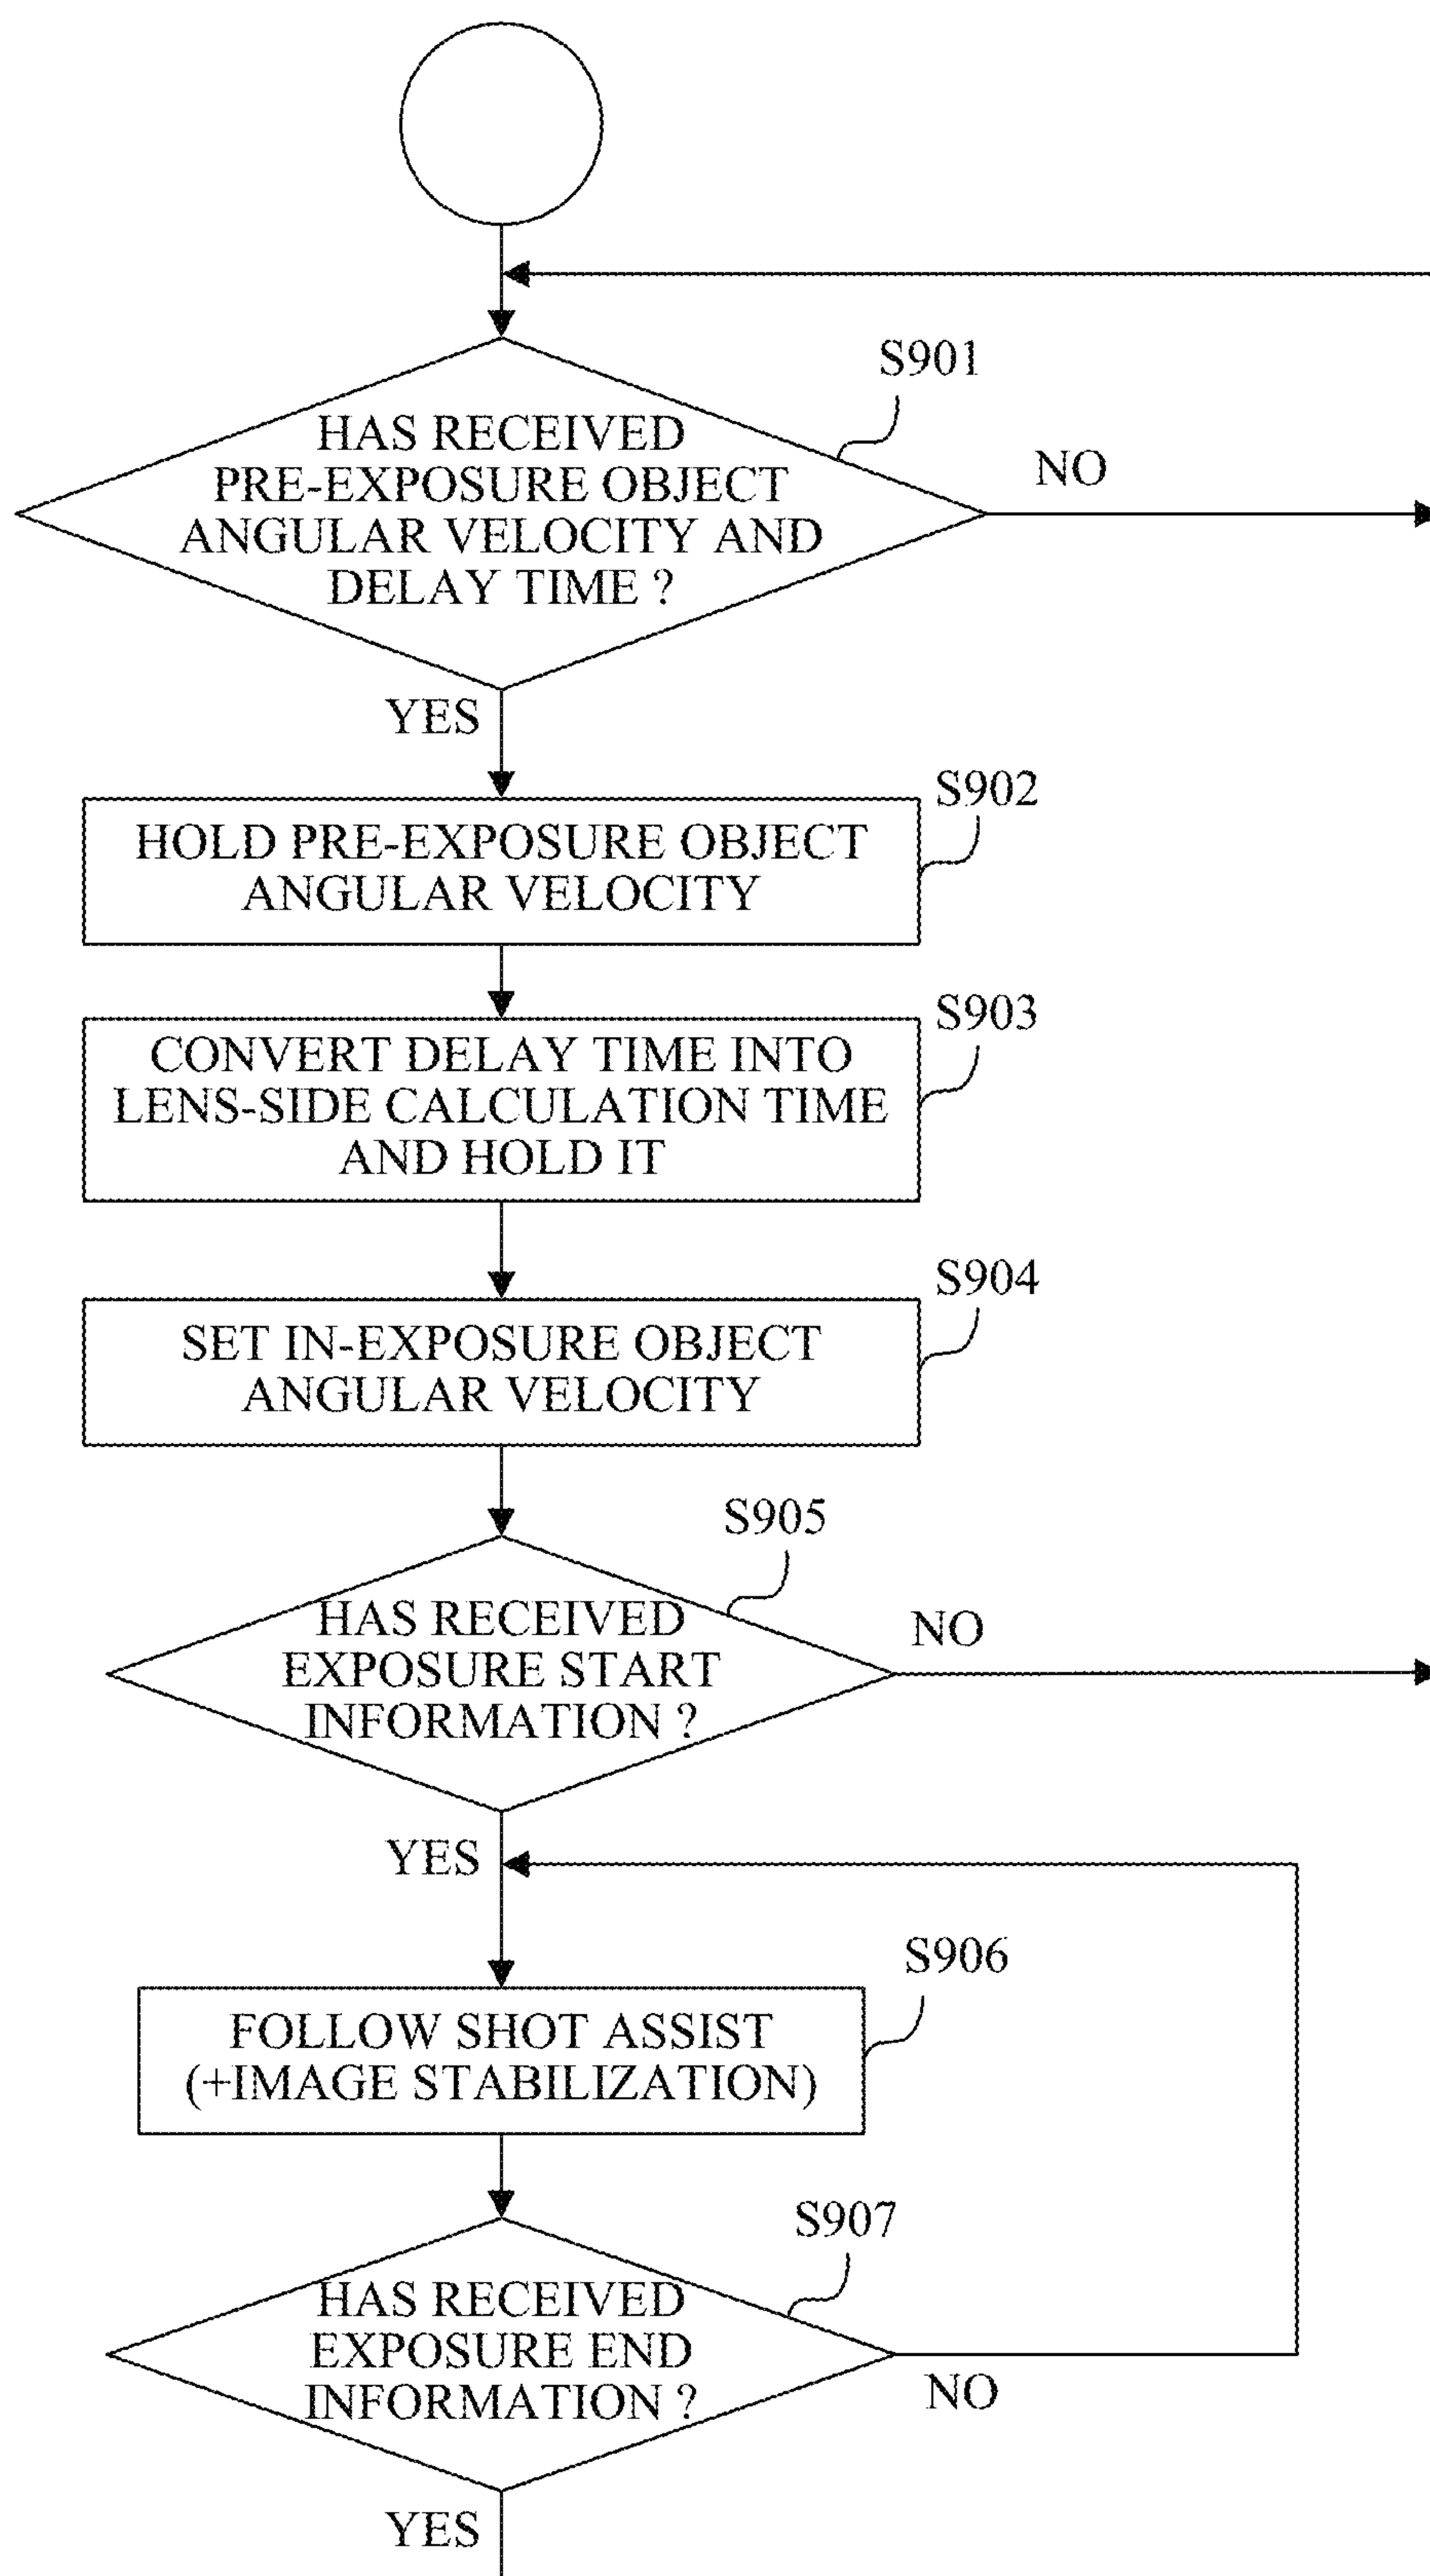 S901
HAS RECEIVED
PRE-EXPOSURE OBJECT
ANGULAR VELOCITY AND
DELAY TIME ?
NO
YES
S902
HOLD PRE-EXPOSURE OBJECT
ANGULAR VELOCITY
S903
CONVERT DELAY TIME INTO
LENS-SIDE CALCULATION TIME
AND HOLD IT
S904
SET IN-EXPOSURE OBJECT
ANGULAR VELOCITY
S905
HAS RECEIVED
EXPOSURE START
INFORMATION ?
NO
YES
S906
FOLLOW SHOT ASSIST
(+IMAGE STABILIZATION)
S907
HAS RECEIVED
EXPOSURE END
INFORMATION ?
NO
YES